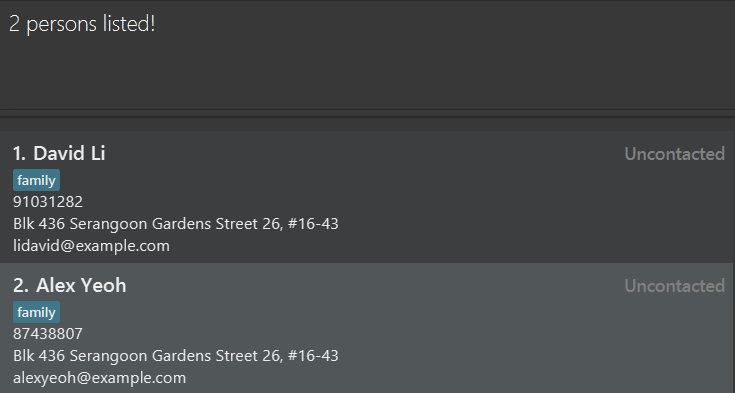 2 persons listed!
1. David Li Uncontacted
family
91031282
Blk 436 Serangoon Gardens Street 26, #16-43
lidavid@example.com
2. Alex Yeoh Uncontacted
family
87438807
Blk 436 Serangoon Gardens Street 26, #16-43
alexyeoh@example.com